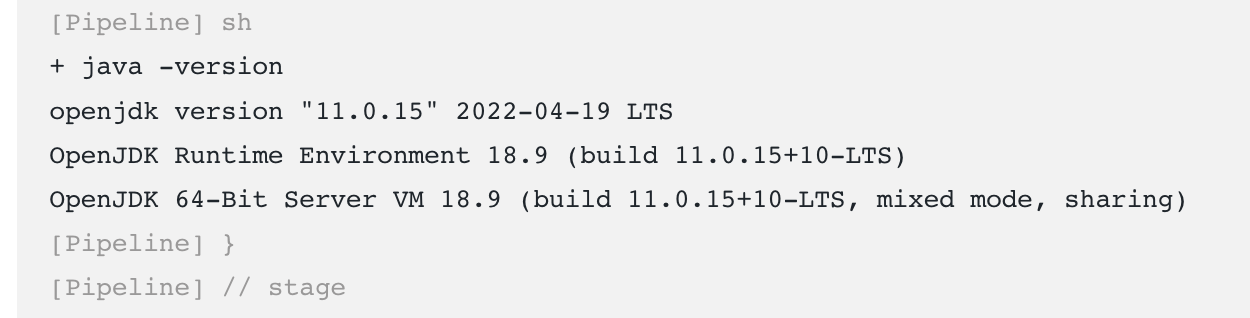 [Pipeline] sh
+ java -version
openjdk version "11.0.15" 2022-04-19 LTS
OpenJDK Runtime Environment 18.9 (build 11.0.15+10-LTS)
OpenJDK 64-Bit Server VM 18.9 (build 11.0.15+10-LTS, mixed mode, sharing)
[Pipeline] }
[Pipeline] // stage